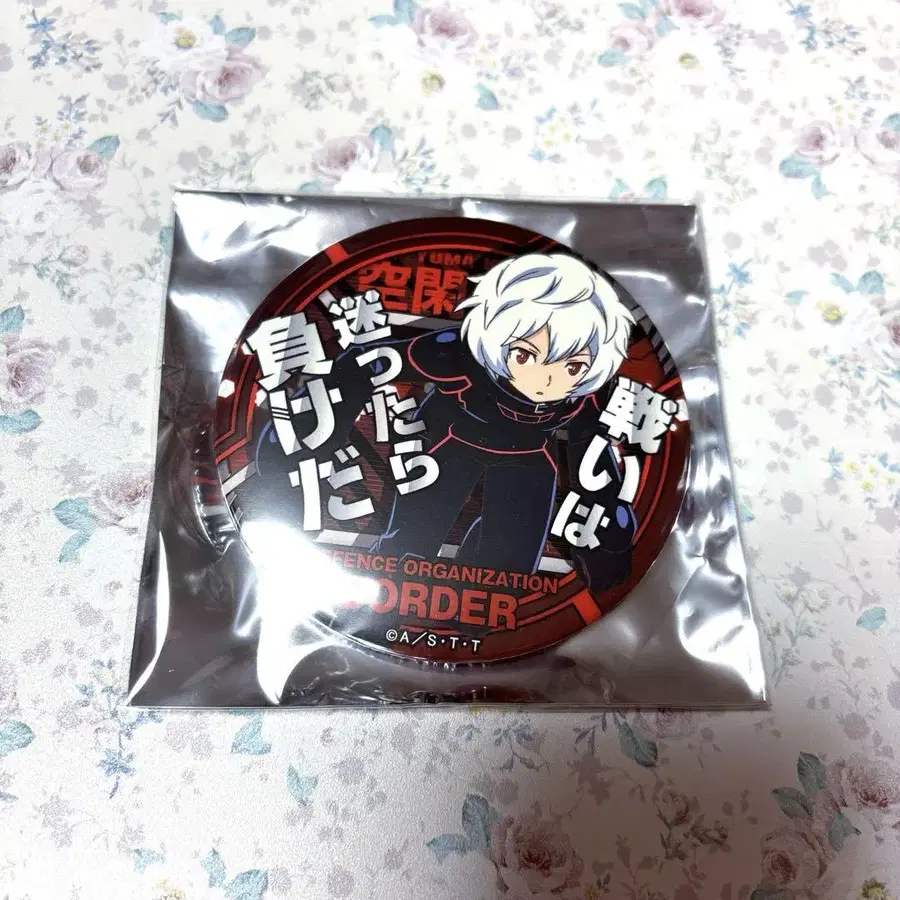 YUMA
空閑
戦いは
迷ったら
負けだ
FENCE ORGANIZATION
ORDER
©A/S・T・T